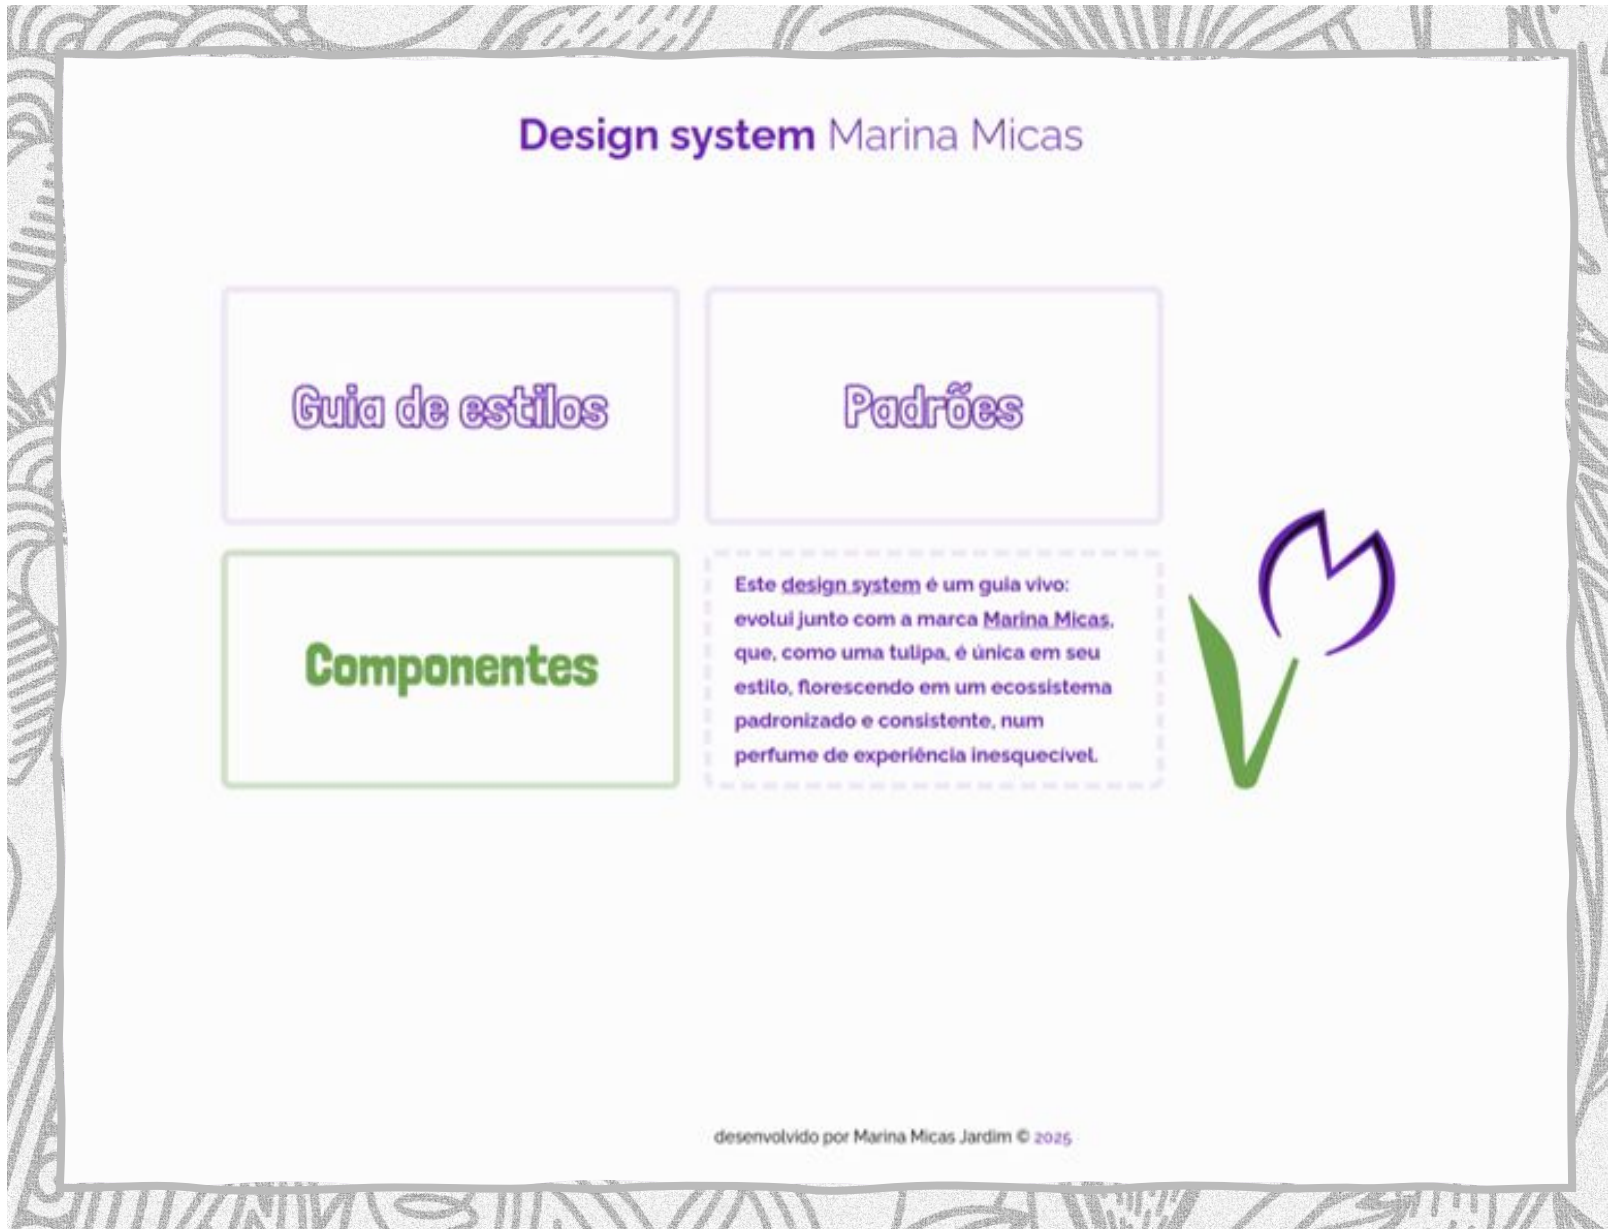 Design system Marina Micas
Guia de estilos
Padrões
Componentes
Este design system é um guia vivo:
evolui junto com a marca Marina Micas,
que, como uma tulipa, é única em seu
estilo, florescendo em um ecossistema
padronizado e consistente, num
perfume de experiência inesquecível.
desenvolvido por Marina Micas Jardim © 2025